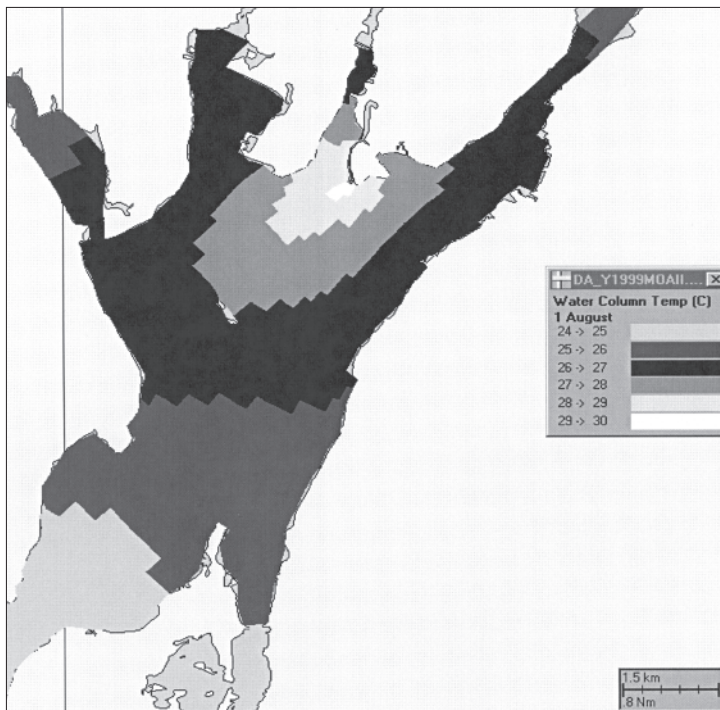 DA_Y1999MOAII....
Water Column Temp (C)
1 August
24 -> 25
25 -> 26
26 -> 27
27 -> 28
28 -> 29
29 -> 30
1.5 km
.8 Nm